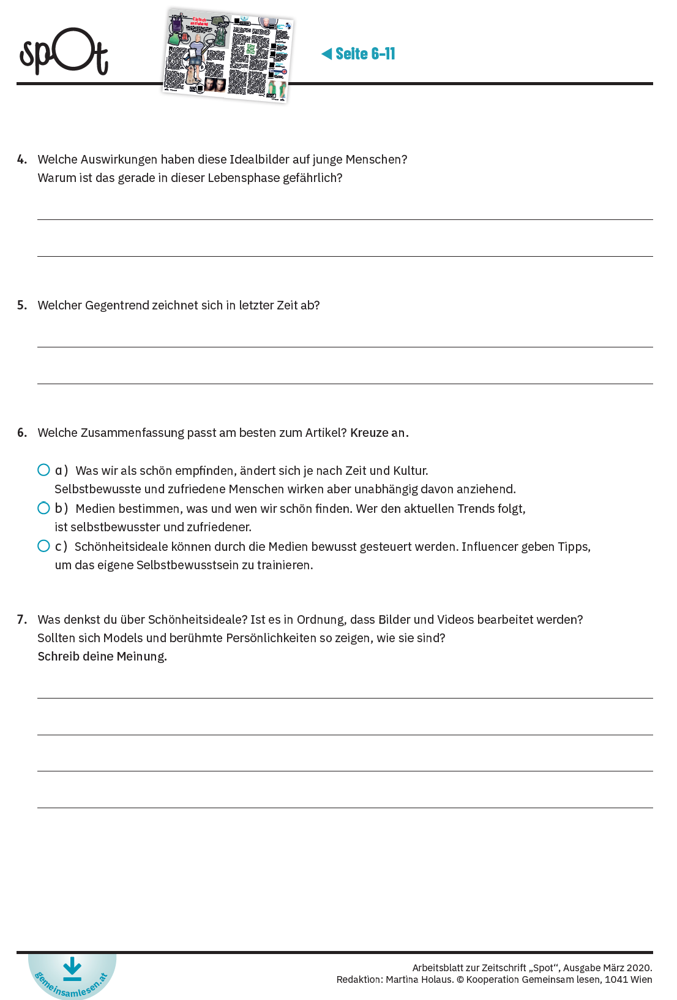 spOt
Einfach
anziehend
◀ Seite 6–11
4. Welche Auswirkungen haben diese Idealbilder auf junge Menschen?
Warum ist das gerade in dieser Lebensphase gefährlich?
5. Welcher Gegentrend zeichnet sich in letzter Zeit ab?
6. Welche Zusammenfassung passt am besten zum Artikel? Kreuze an.
a) Was wir als schön empfinden, ändert sich je nach Zeit und Kultur.
Selbstbewusste und zufriedene Menschen wirken aber unabhängig davon anziehend.
b) Medien bestimmen, was und wen wir schön finden. Wer den aktuellen Trends folgt,
ist selbstbewusster und zufriedener.
c) Schönheitsideale können durch die Medien bewusst gesteuert werden. Influencer geben Tipps,
um das eigene Selbstbewusstsein zu trainieren.
7. Was denkst du über Schönheitsideale? Ist es in Ordnung, dass Bilder und Videos bearbeitet werden?
Sollten sich Models und berühmte Persönlichkeiten so zeigen, wie sie sind?
Schreib deine Meinung.
gemeinsamlesen.at
Arbeitsblatt zur Zeitschrift „Spot“, Ausgabe März 2020.
Redaktion: Martina Holaus. © Kooperation Gemeinsam lesen, 1041 Wien